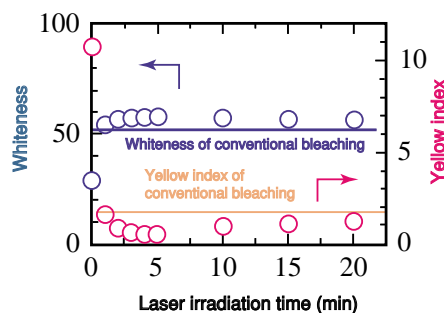 100
50
0
Whiteness
10
5
0
Yellow index
Whiteness of conventional bleaching
Yellow index of
conventional bleaching
0 5 10 15 20
Laser irradiation time (min)